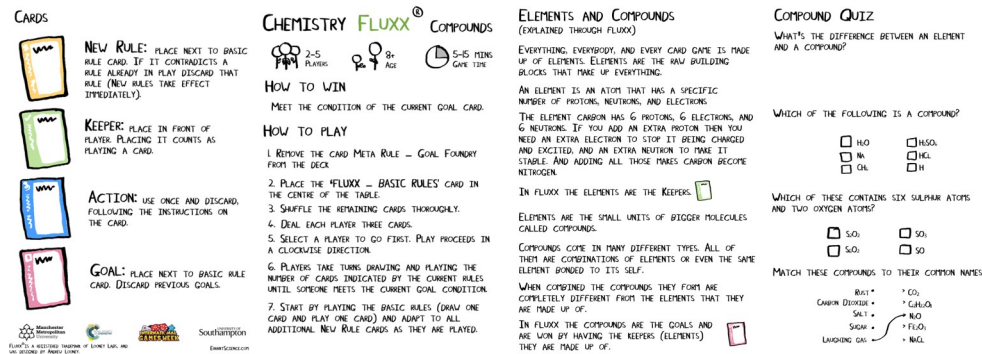 CARDS
NEW RULE: PLACE NEXT TO BASIC
RULE CARD. IF IT CONTRADICTS A
RULE ALREADY IN PLAY DISCARD THAT
RULE (NEW RULES TAKE EFFECT
IMMEDIATELY).
KEEPER: PLACE IN FRONT OF
PLAYER. PLACING IT COUNTS AS
PLAYING A CARD.
ACTION: USE ONCE AND DISCARD,
FOLLOWING THE INSTRUCTIONS ON
THE CARD.
GOAL: PLACE NEXT TO BASIC RULE
CARD. DISCARD PREVIOUS GOALS.
Manchester
Metropolitan
University
UNIVERSITY OF
Southampton
FLUXX® IS A REGISTERED TRADEMARK OF LOONEY LABS, AND
WAS DESIGNED BY ANDREW LOONEY.
ERRANTSCIENCE.COM
CHEMISTRY FLUXX® COMPOUNDS
2-5
PLAYERS
8+
AGE
5-15 MINS
GAME TIME
HOW TO WIN
MEET THE CONDITION OF THE CURRENT GOAL CARD.
HOW TO PLAY
1. REMOVE THE CARD META RULE – GOAL FOUNDRY
FROM THE DECK
2. PLACE THE 'FLUXX – BASIC RULES' CARD IN
THE CENTRE OF THE TABLE.
3. SHUFFLE THE REMAINING CARDS THOROUGHLY.
4. DEAL EACH PLAYER THREE CARDS.
5. SELECT A PLAYER TO GO FIRST. PLAY PROCEEDS IN
A CLOCKWISE DIRECTION.
6. PLAYERS TAKE TURNS DRAWING AND PLAYING THE
NUMBER OF CARDS INDICATED BY THE CURRENT RULES
UNTIL SOMEONE MEETS THE CURRENT GOAL CONDITION.
7. START BY PLAYING THE BASIC RULES (DRAW ONE
CARD AND PLAY ONE CARD) AND ADAPT TO ALL
ADDITIONAL NEW RULE CARDS AS THEY ARE PLAYED.
ELEMENTS AND COMPOUNDS
(EXPLAINED THROUGH FLUXX)
EVERYTHING, EVERYBODY, AND EVERY CARD GAME IS MADE
UP OF ELEMENTS. ELEMENTS ARE THE RAW BUILDING
BLOCKS THAT MAKE UP EVERYTHING.
AN ELEMENT IS AN ATOM THAT HAS A SPECIFIC
NUMBER OF PROTONS, NEUTRONS, AND ELECTRONS
THE ELEMENT CARBON HAS 6 PROTONS, 6 ELECTRONS, AND
6 NEUTRONS. IF YOU ADD AN EXTRA PROTON THEN YOU
NEED AN EXTRA ELECTRON TO STOP IT BEING CHARGED
AND EXCITED, AND AN EXTRA NEUTRON TO MAKE IT
STABLE. AND ADDING ALL THOSE MAKES CARBON BECOME
NITROGEN.
IN FLUXX THE ELEMENTS ARE THE KEEPERS.
ELEMENTS ARE THE SMALL UNITS OF BIGGER MOLECULES
CALLED COMPOUNDS.
COMPOUNDS COME IN MANY DIFFERENT TYPES. ALL OF
THEM ARE COMBINATIONS OF ELEMENTS OR EVEN THE SAME
ELEMENT BONDED TO ITS SELF.
WHEN COMBINED THE COMPOUNDS THEY FORM ARE
COMPLETELY DIFFERENT FROM THE ELEMENTS THAT THEY
ARE MADE UP OF.
IN FLUXX THE COMPOUNDS ARE THE GOALS AND
ARE WON BY HAVING THE KEEPERS (ELEMENTS)
THEY ARE MADE UP OF.
COMPOUND QUIZ
WHAT'S THE DIFFERENCE BETWEEN AN ELEMENT
AND A COMPOUND?
WHICH OF THE FOLLOWING IS A COMPOUND?
H₂O
H₂SO₄
NA
HCL
H
WHICH OF THESE CONTAINS SIX SULPHUR ATOMS
AND TWO OXYGEN ATOMS?
SO
MATCH THESE COMPOUNDS TO THEIR COMMON NAMES
RUST
CARBON DIOXIDE
SALT
SUGAR
LAUGHING GAS
CO₂
N₂O
FE₂O₃
NACL